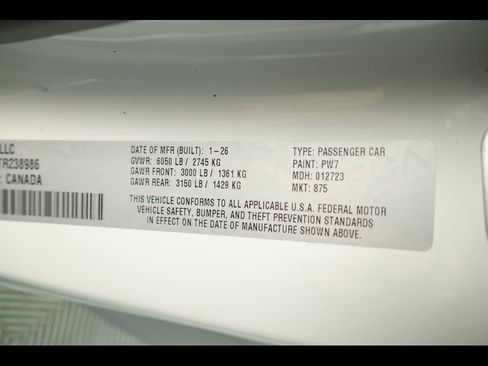 LLC
TR238986
: CANADA
DATE OF MFR (BUILT): 1-26
GVWR: 6050 LB / 2745 KG
GAWR FRONT: 3000 LB / 1361 KG
GAWR REAR: 3150 LB / 1429 KG
TYPE: PASSENGER CAR
PAINT: PW7
MDH: 012723
MKT: 875
THIS VEHICLE CONFORMS TO ALL APPLICABLE U.S.A. FEDERAL MOTOR
VEHICLE SAFETY, BUMPER, AND THEFT PREVENTION STANDARDS
IN EFFECT ON THE DATE OF MANUFACTURE SHOWN ABOVE.